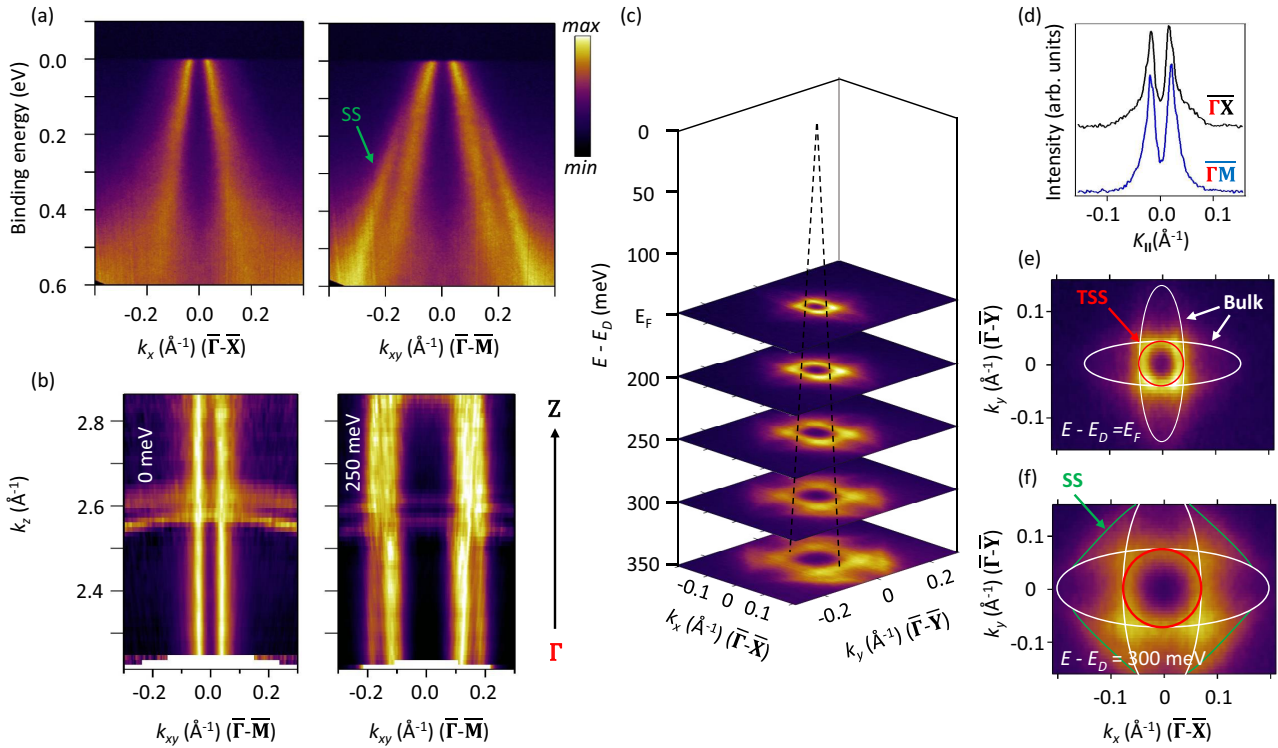 (a)
Binding energy (eV)
0.0
0.2
0.4
0.6
-0.2 0.0 0.2
kx (Å-1) (Γ-X)
SS
-0.2 0.0 0.2
kxy (Å-1) (Γ-M)
max
min
(b)
kz (Å-1)
2.8
2.6
2.4
0 meV
-0.2 0.0 0.2
kxy (Å-1) (Γ-M)
250 meV
-0.2 0.0 0.2
kxy (Å-1) (Γ-M)
Z
Γ
(c)
E - ED (meV)
0
50
100
EF
200
250
300
350
-0.1 0 0.1
kx (Å-1) (Γ-X)
-0.2 0 0.2
ky (Å-1) (Γ-Y)
(d)
Intensity (arb. units)
ΓX
ΓM
-0.1 0.0 0.1
K|| (Å-1)
(e)
ky (Å-1) (Γ-Y)
0.1
0
-0.1
TSS
Bulk
E - ED =EF
(f)
SS
ky (Å-1) (Γ-Y)
0.1
0
-0.1
E - ED = 300 meV
-0.1 0 0.1
kx (Å-1) (Γ-X)